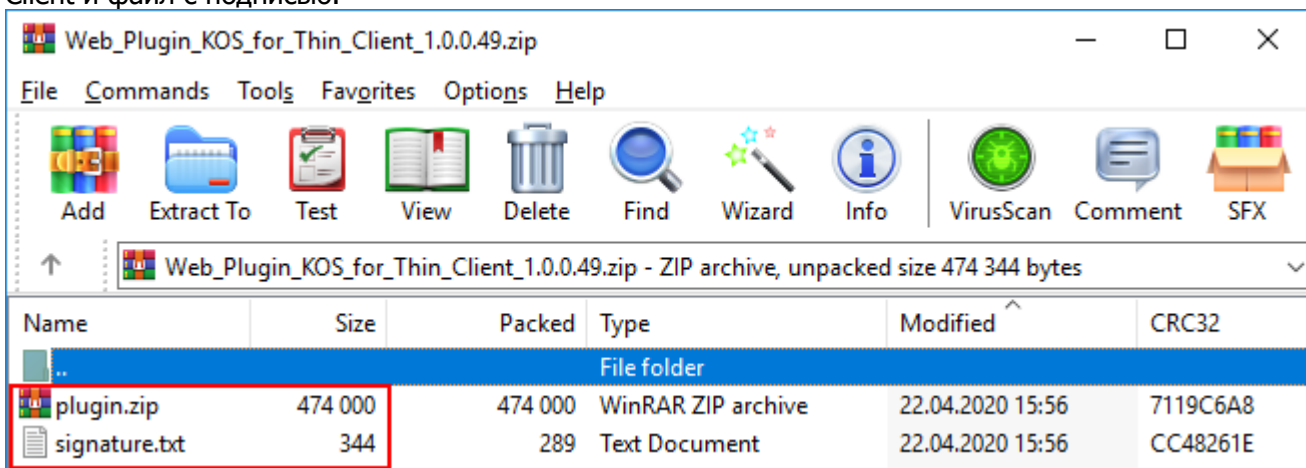 Client и файл с подписью.
Web_Plugin_KOS_for_Thin_Client_1.0.0.49.zip
File Commands Tools Favorites Options Help
Add Extract To Test View Delete Find Wizard Info VirusScan Comment SFX
Web_Plugin_KOS_for_Thin_Client_1.0.0.49.zip - ZIP archive, unpacked size 474 344 bytes
Name Size Packed Type Modified CRC32
.. File folder
plugin.zip 474 000 474 000 WinRAR ZIP archive 22.04.2020 15:56 7119C6A8
signature.txt 344 289 Text Document 22.04.2020 15:56 CC48261E